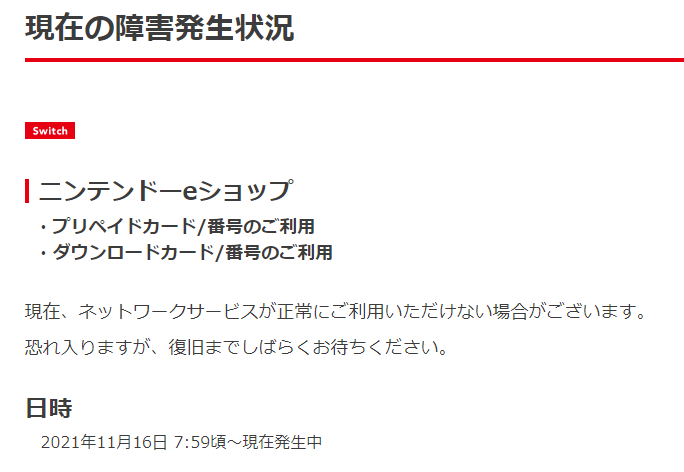 現在の障害発生状況
Switch
ニンテンドーeショップ
・プリペイドカード/番号のご利用
・ダウンロードカード/番号のご利用
現在、ネットワークサービスが正常にご利用いただけない場合がございます。
恐れ入りますが、復旧までしばらくお待ちください。
日時
2021年11月16日 7:59頃～現在発生中